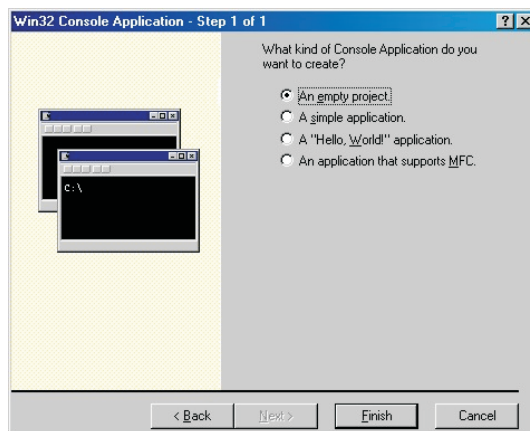 Win32 Console Application - Step 1 of 1
What kind of Console Application do you
want to create?
An empty project.
A simple application.
A "Hello, World!" application.
An application that supports MFC.
C:\
< Back
Next >
Finish
Cancel